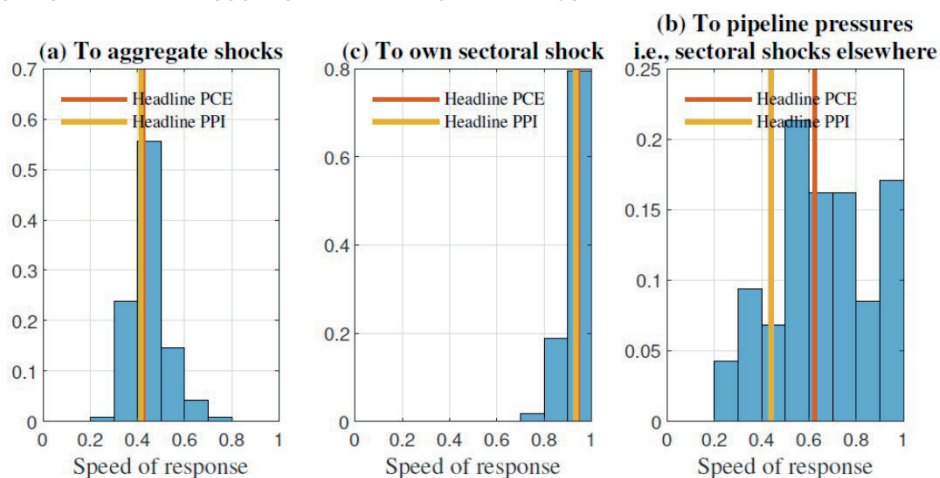 (a) To aggregate shocks
0.7
0.6
0.5
0.4
0.3
0.2
0.1
0
Headline PCE
Headline PPI
0 0.2 0.4 0.6 0.8 1
Speed of response
(c) To own sectoral shock
0.8
0.6
0.4
0.2
0
Headline PCE
Headline PPI
0 0.2 0.4 0.6 0.8 1
Speed of response
(b) To pipeline pressures
i.e., sectoral shocks elsewhere
0.25
0.2
0.15
0.1
0.05
0
Headline PCE
Headline PPI
0 0.2 0.4 0.6 0.8 1
Speed of response